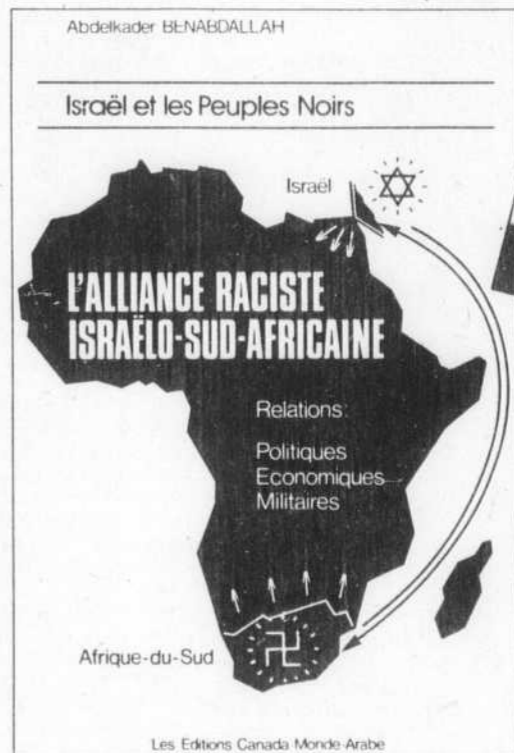 Abdelkader BENABDALLAH
Israël et les Peuples Noirs
Israël
L'ALLIANCE RACISTE
ISRAËLO-SUD-AFRICAINE
Relations:
Politiques
Economiques
Militaires
Afrique-du-Sud
Les Editions Canada Monde-Arabe